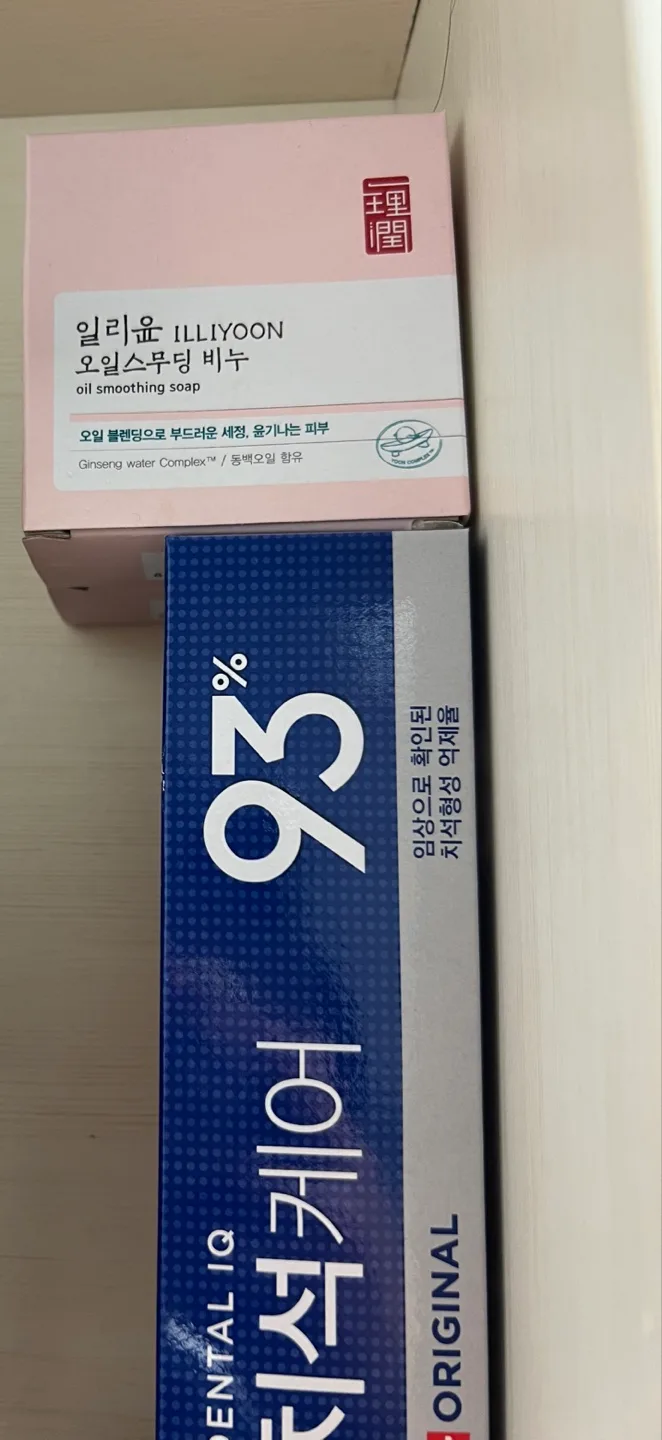 一理潤
일리윤 ILLIYOON
오일스무딩 비누
oil smoothing soap
오일 블렌딩으로 부드러운 세정, 윤기나는 피부
Ginseng water Complex™ / 동백오일 함유
93%
임상으로 확인된
치석형성 억제율
DENTAL IQ
치석케어
ORIGINAL